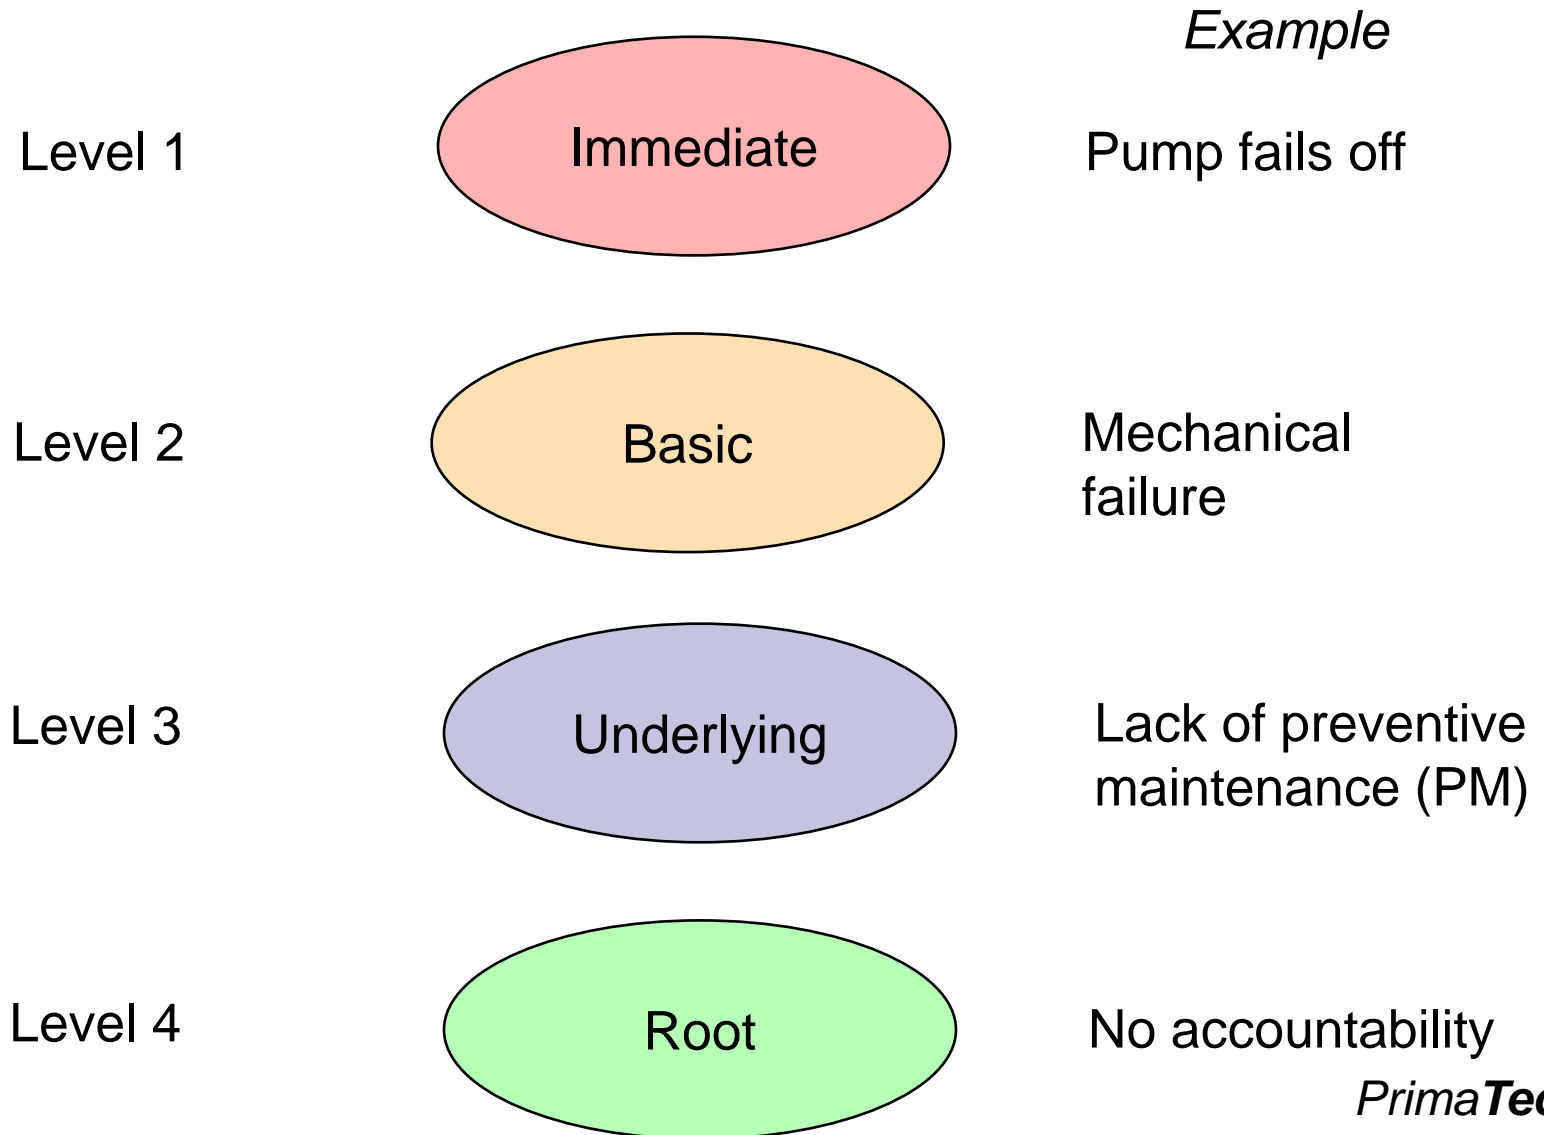 Example
Level 1
Immediate
Pump fails off
Level 2
Basic
Mechanical
failure
Level 3
Underlying
Lack of preventive
maintenance (PM)
Level 4
Root
No accountability